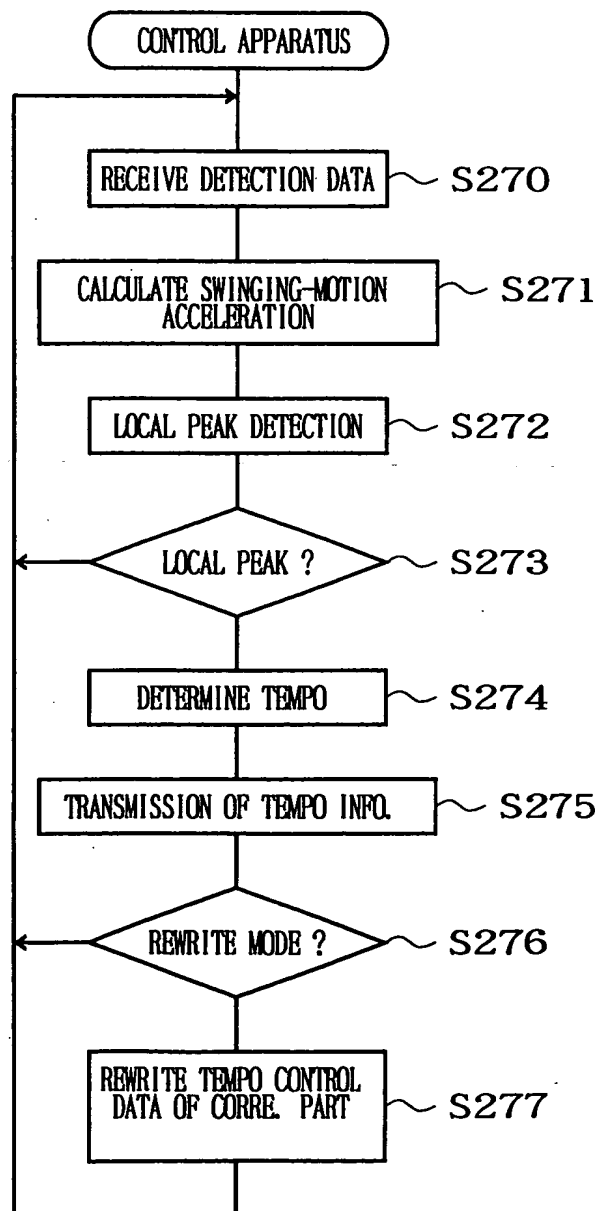 CONTROL APPARATUS
RECEIVE DETECTION DATA
S270
CALCULATE SWINGING-MOTION
ACCELERATION
S271
LOCAL PEAK DETECTION
S272
LOCAL PEAK ?
S273
DETERMINE TEMPO
S274
TRANSMISSION OF TEMPO INFO.
S275
REWRITE MODE ?
S276
REWRITE TEMPO CONTROL
DATA OF CORRE. PART
S277